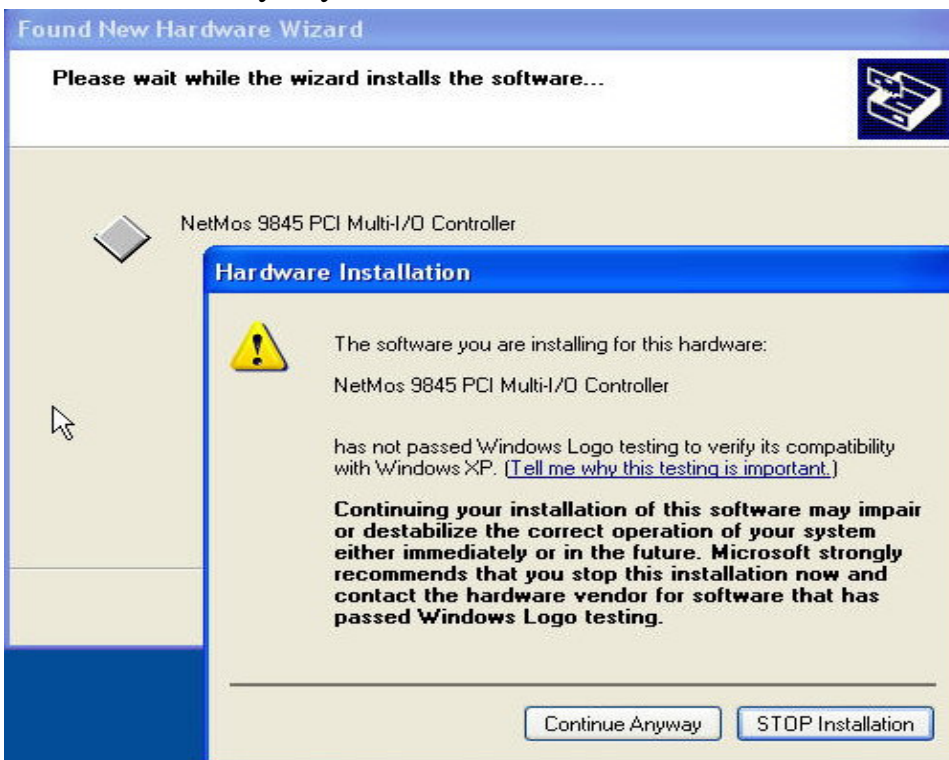 Found New Hardware Wizard
Please wait while the wizard installs the software...
NetMos 9845 PCI Multi-I/O Controller
Hardware Installation
The software you are installing for this hardware:
NetMos 9845 PCI Multi-I/O Controller
has not passed Windows Logo testing to verify its compatibility
with Windows XP. (Tell me why this testing is important.)
Continuing your installation of this software may impair
or destabilize the correct operation of your system
either immediately or in the future. Microsoft strongly
recommends that you stop this installation now and
contact the hardware vendor for software that has
passed Windows Logo testing.
Continue Anyway
STOP Installation